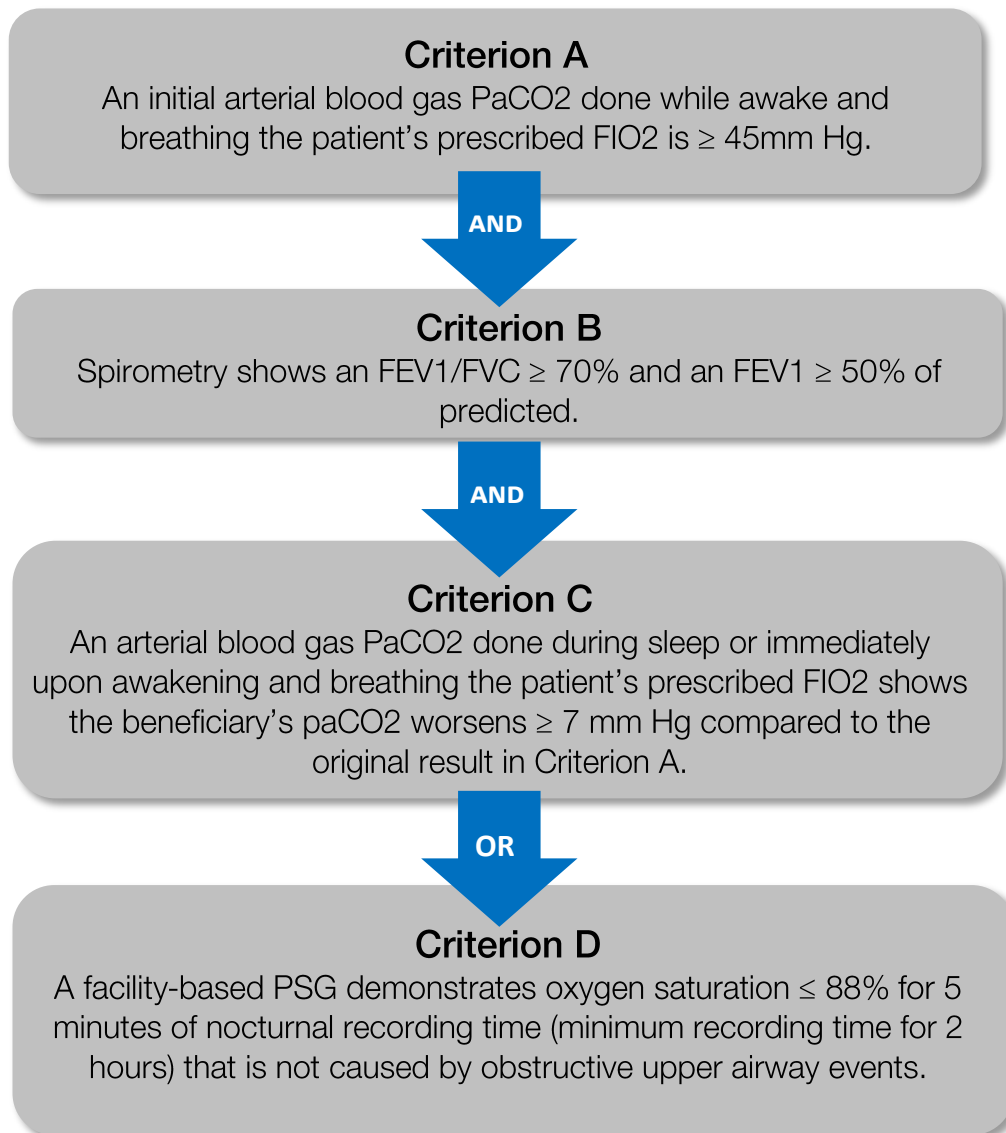 Criterion A
An initial arterial blood gas PaCO2 done while awake and
breathing the patient’s prescribed FIO2 is ≥ 45mm Hg.
AND
Criterion B
Spirometry shows an FEV1/FVC ≥ 70% and an FEV1 ≥ 50% of
predicted.
AND
Criterion C
An arterial blood gas PaCO2 done during sleep or immediately
upon awakening and breathing the patient’s prescribed FIO2 shows
the beneficiary’s paCO2 worsens ≥ 7 mm Hg compared to the
original result in Criterion A.
OR
Criterion D
A facility-based PSG demonstrates oxygen saturation ≤ 88% for 5
minutes of nocturnal recording time (minimum recording time for 2
hours) that is not caused by obstructive upper airway events.